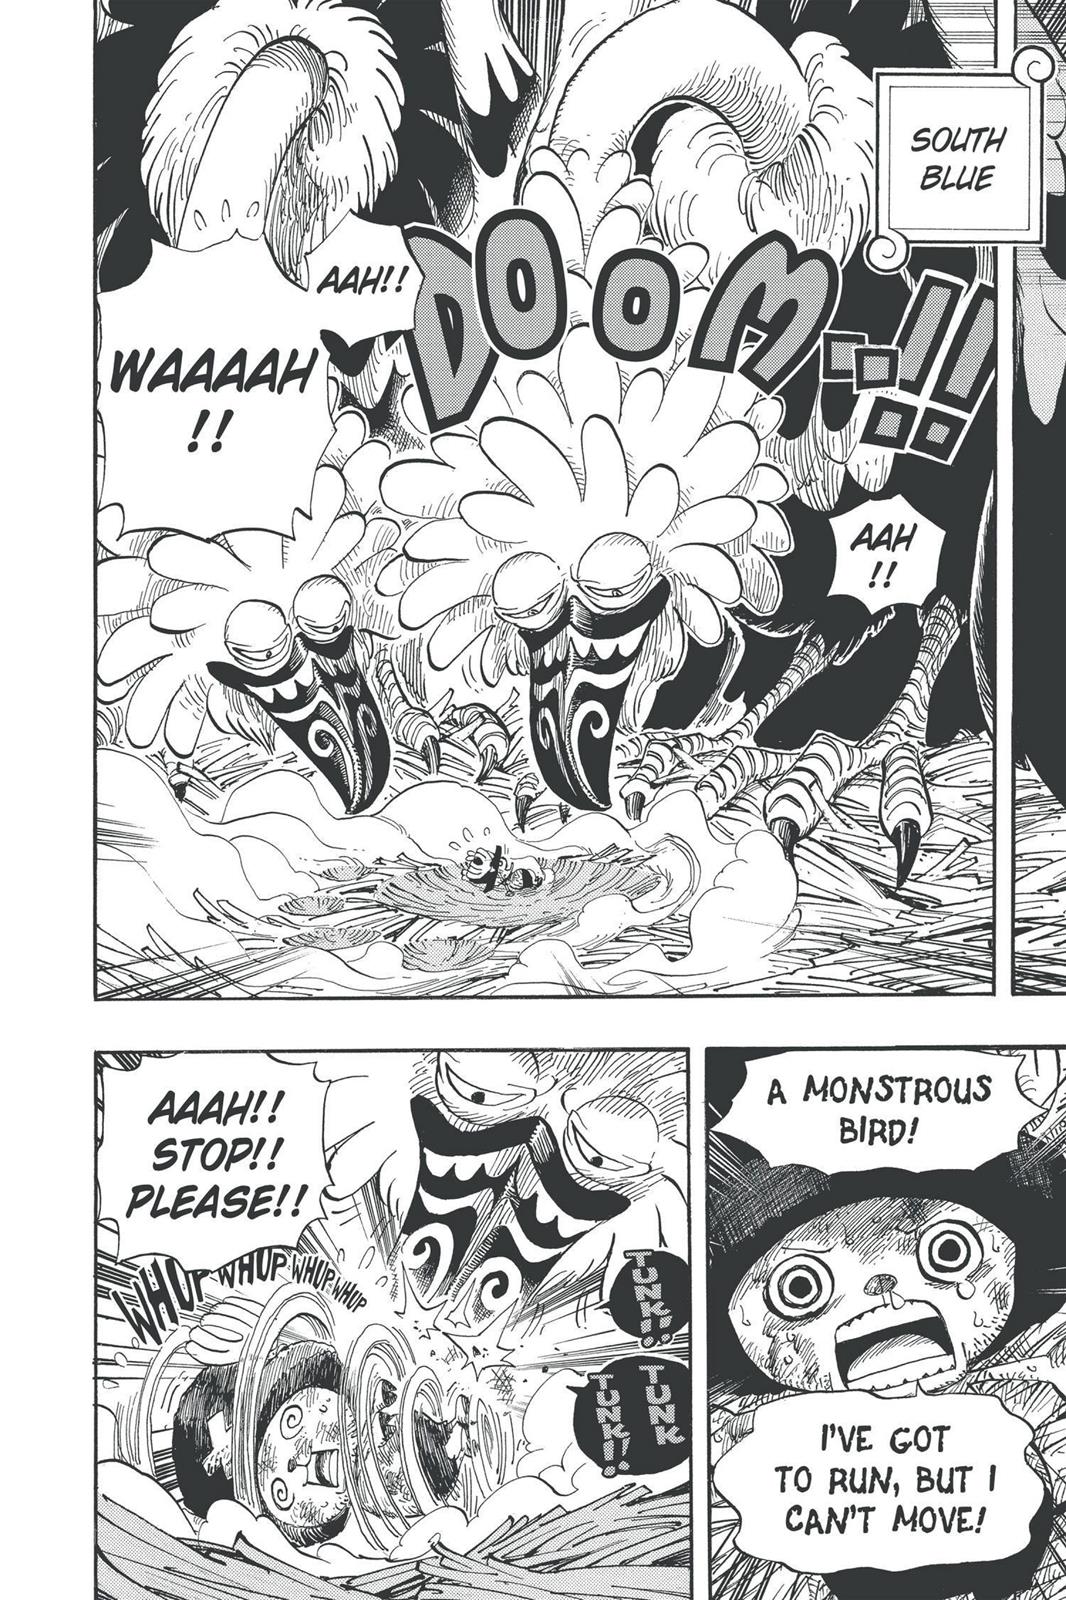 SOUTH
BLUE
AAH!!
WAAAAH
!!
DOOM...!!
AAH
!!
A MONSTROUS
BIRD!
I'VE GOT
TO RUN, BUT I
CAN'T MOVE!
AAAH!!
STOP!!
PLEASE!!
WHUP WHUP WHUP WHUP
TUNK!!
TUNK
TUNK!!